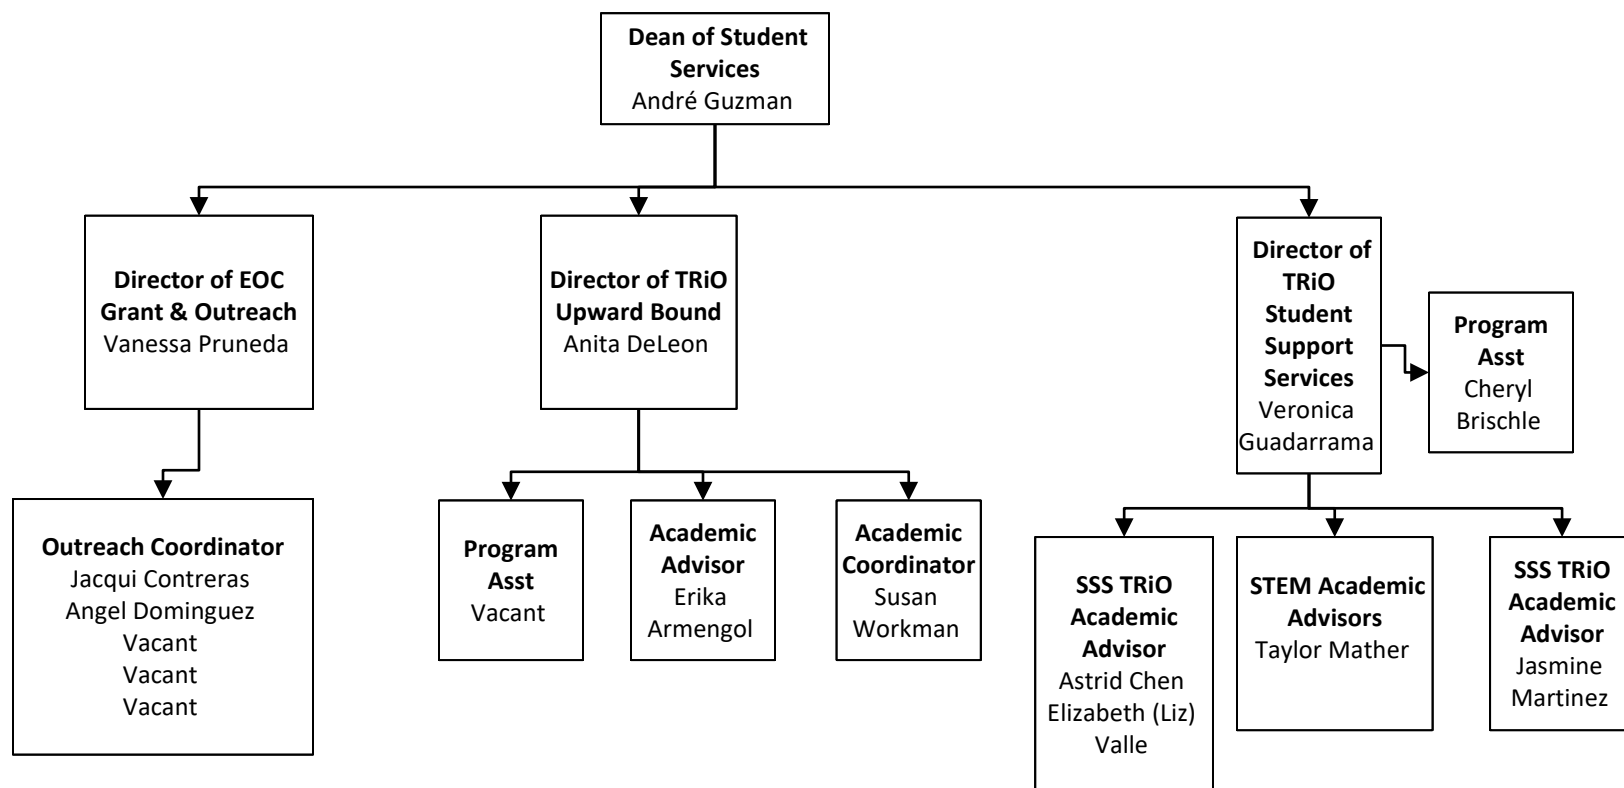 Dean of Student
Services
André Guzman
Director of EOC
Grant & Outreach
Vanessa Pruneda
Director of TRiO
Upward Bound
Anita DeLeon
Director of
TRiO
Student
Support
Services
Veronica
Guadarrama
Program
Asst
Cheryl
Brischle
Outreach Coordinator
Jacqui Contreras
Angel Dominguez
Vacant
Vacant
Vacant
Program
Asst
Vacant
Academic
Advisor
Erika
Armengol
Academic
Coordinator
Susan
Workman
SSS TRiO
Academic
Advisor
Astrid Chen
Elizabeth (Liz)
Valle
STEM Academic
Advisors
Taylor Mather
SSS TRiO
Academic
Advisor
Jasmine
Martinez